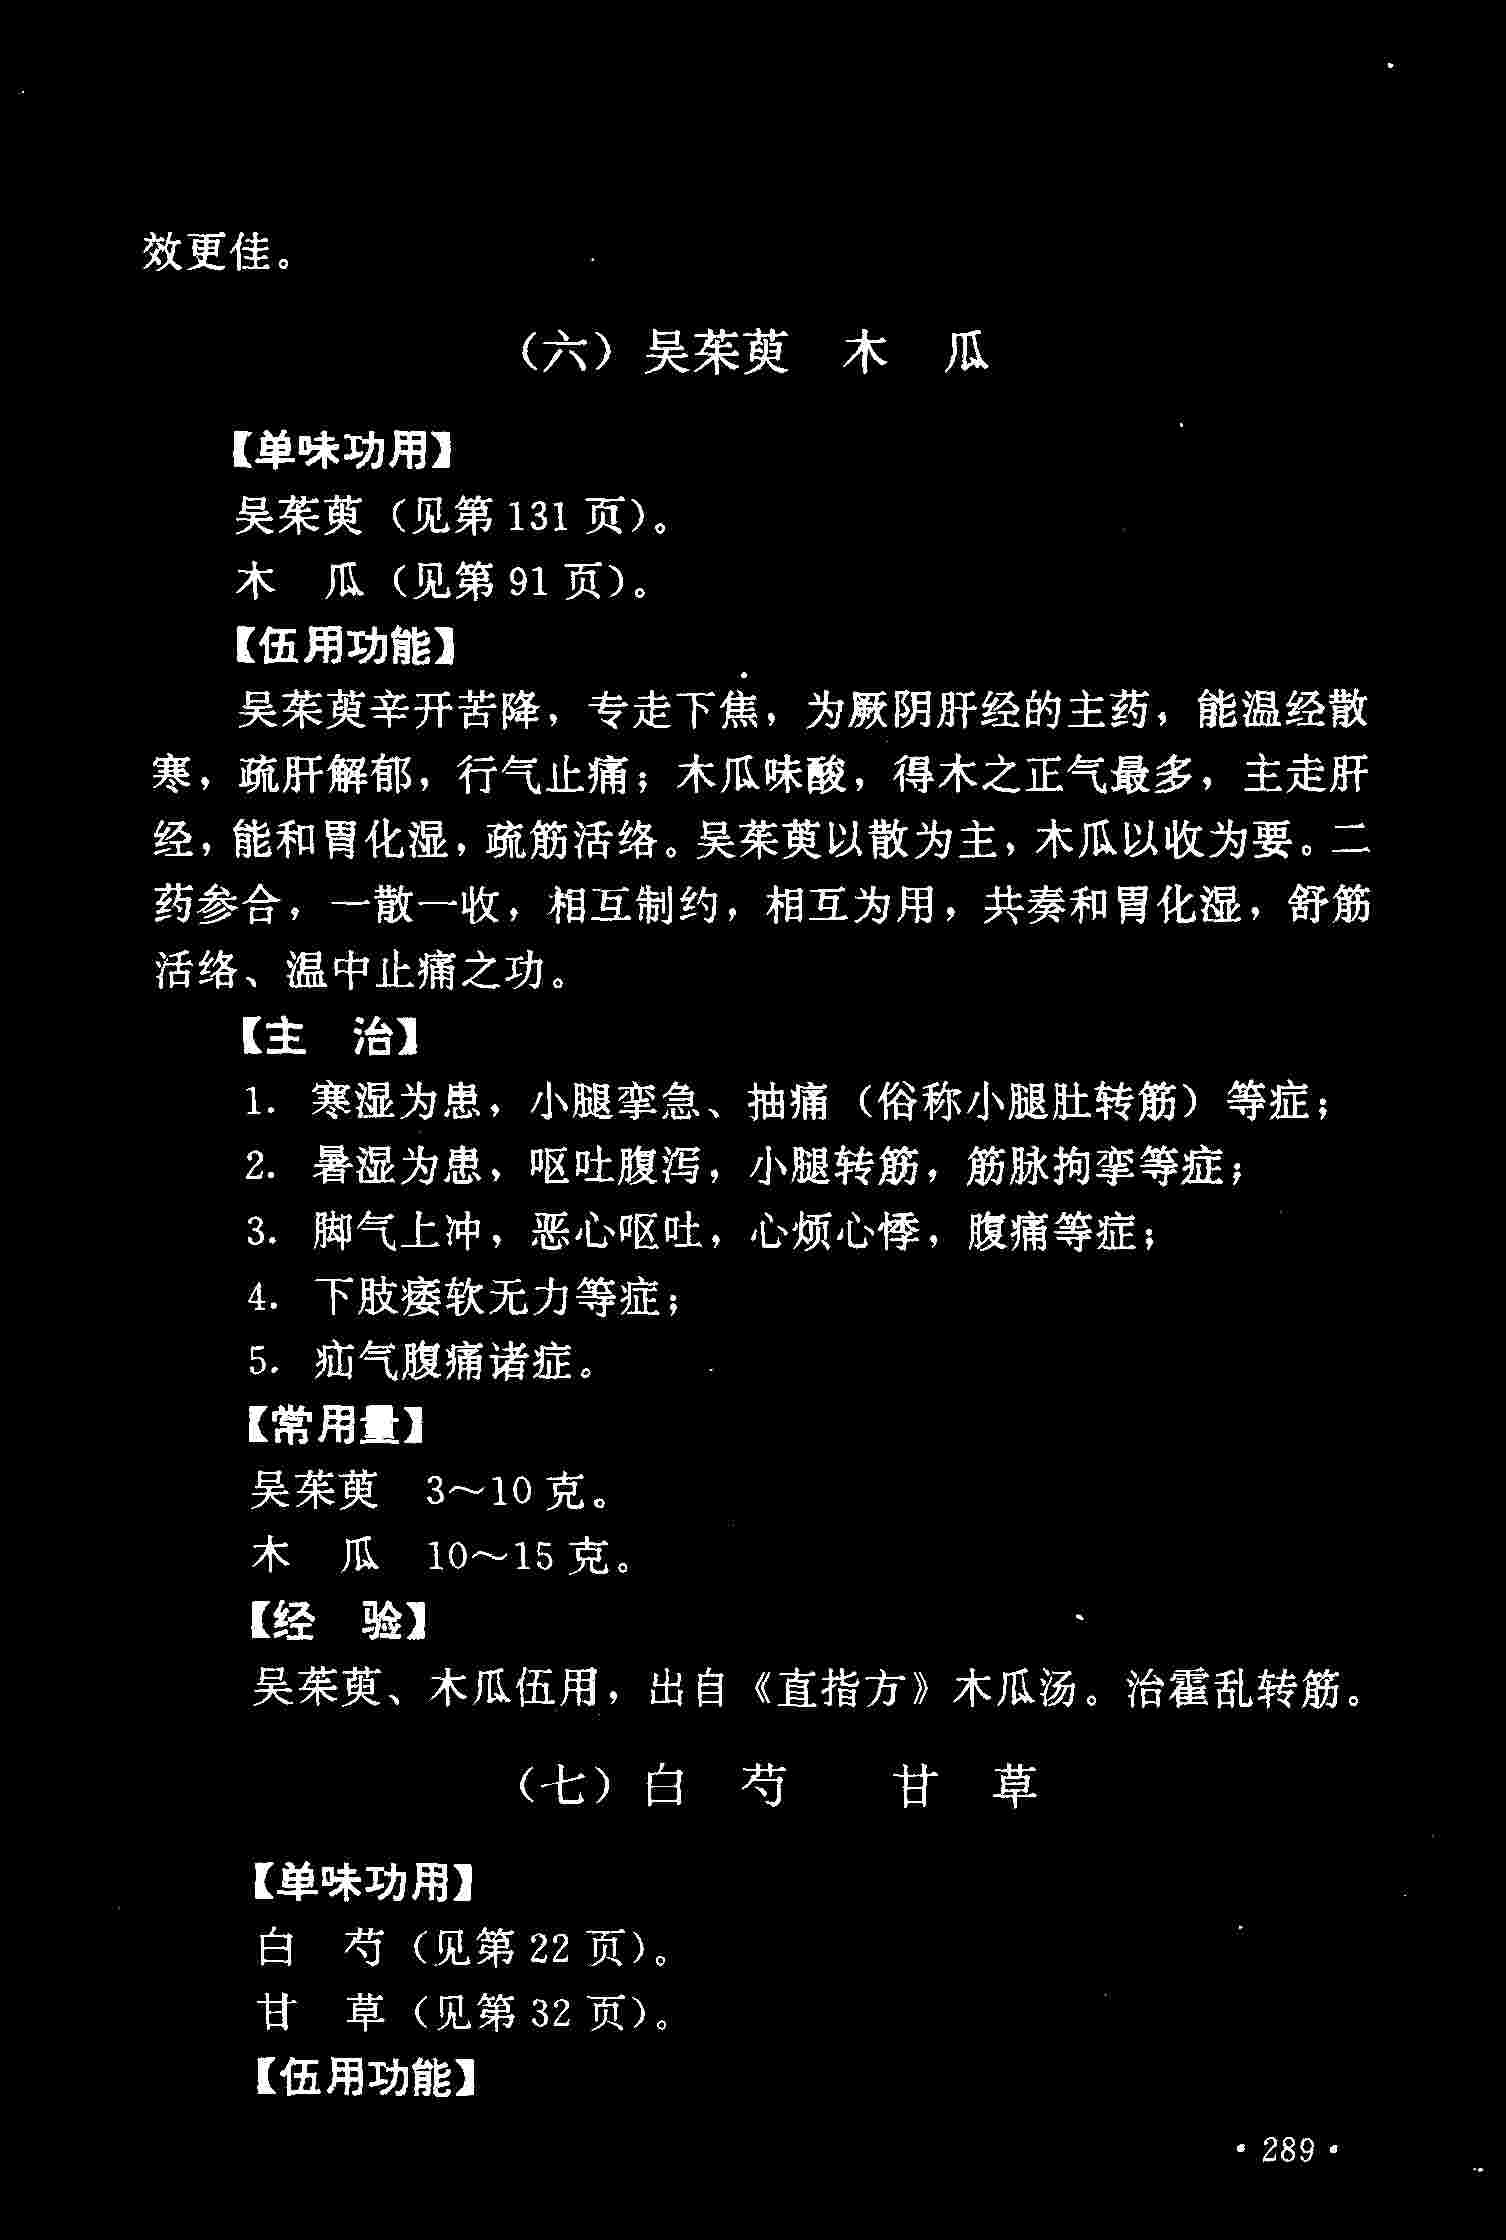 效更佳。
（六）吴茱萸　木　瓜
【单味功用】
吴茱萸（见第 131 页）。
木　瓜（见第 91 页）。
【伍用功能】
吴茱萸辛开苦降，专走下焦，为厥阴肝经的主药，能温经散
寒，疏肝解郁，行气止痛；木瓜味酸，得木之正气最多，主走肝
经，能和胃化湿，疏筋活络。吴茱萸以散为主，木瓜以收为要。二
药参合，一散一收，相互制约，相互为用，共奏和胃化湿，舒筋
活络、温中止痛之功。
【主　治】
1. 寒湿为患，小腿挛急、抽痛（俗称小腿肚转筋）等症；
2. 暑湿为患，呕吐腹泻，小腿转筋，筋脉拘挛等症；
3. 脚气上冲，恶心呕吐，心烦心悸，腹痛等症；
4. 下肢痿软无力等症；
5. 疝气腹痛诸症。
【常用量】
吴茱萸　3～10 克。
木　瓜　10～15 克。
【经　验】
吴茱萸、木瓜伍用，出自《直指方》木瓜汤。治霍乱转筋。
（七）白　芍　　甘　草
【单味功用】
白　芍（见第 22 页）。
甘　草（见第 32 页）。
【伍用功能】
· 289 ·